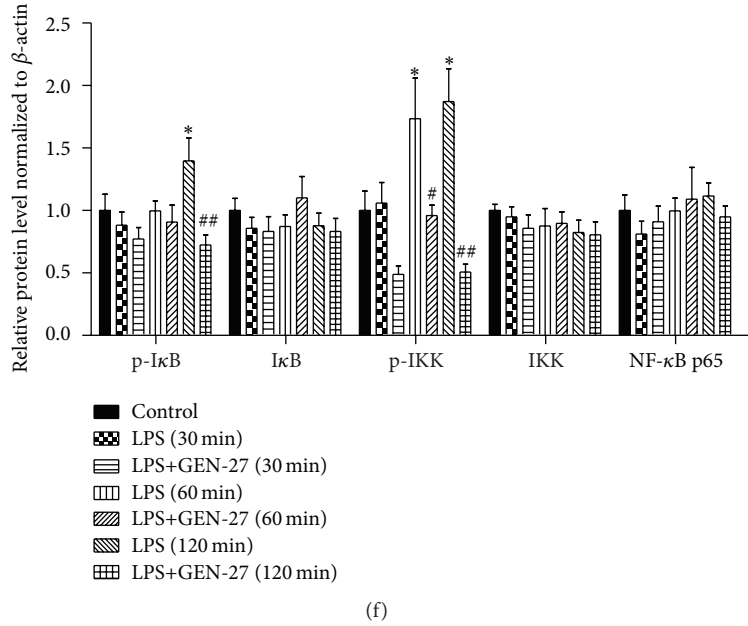 Relative protein level normalized to β-actin
2.5
2.0
1.5
1.0
0.5
0.0
*
##
*
#
*
##
p-IκB
IκB
p-IKK
IKK
NF-κB p65
Control
LPS (30 min)
LPS+GEN-27 (30 min)
LPS (60 min)
LPS+GEN-27 (60 min)
LPS (120 min)
LPS+GEN-27 (120 min)
(f)